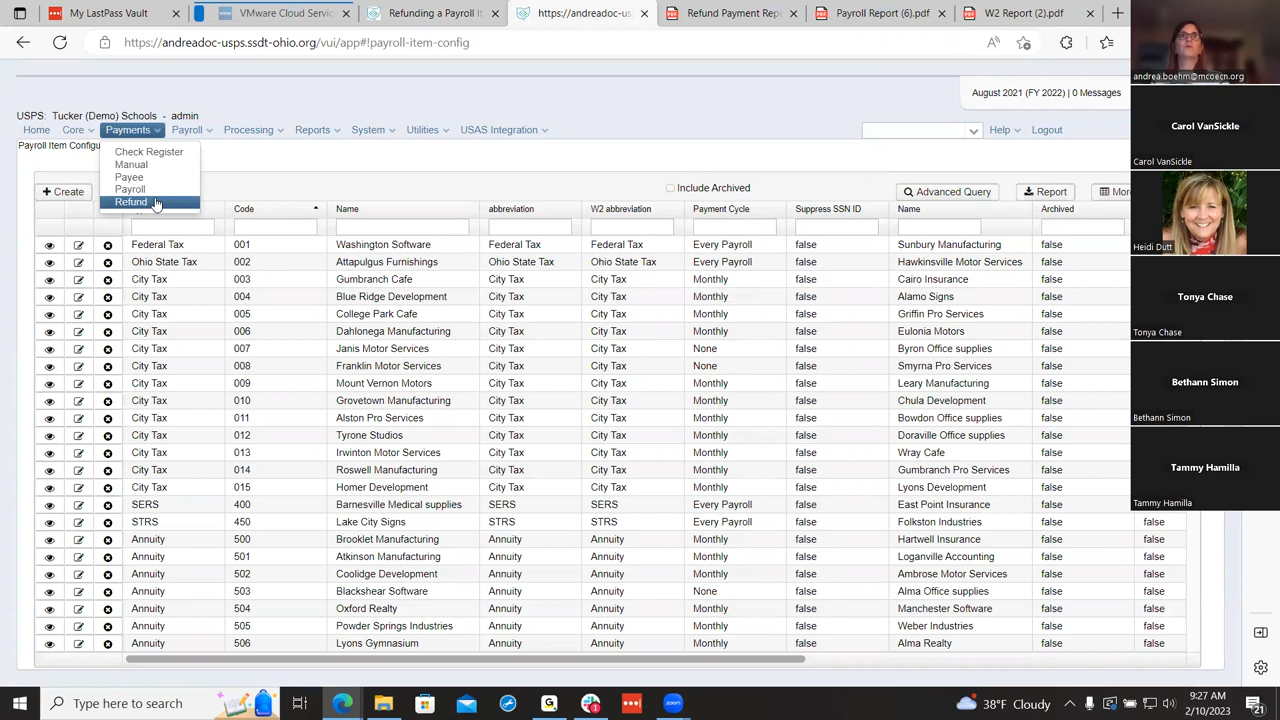 My LastPass Vault
VMware Cloud Servic
Refunding a Payroll It
https://andreadoc-us
Refund Payment Rep
Payroll Report (6).pdf
W2 Report (2).pdf
https://andreadoc-usps.ssdt-ohio.org/vui/app#!payroll-item-config
andrea.boehm@mcoecn.org
August 2021 (FY 2022) | 0 Messages
USPS: Tucker (Demo) Schools - admin
Home Core Payments Payroll Processing Reports System Utilities USAS Integration Help Logout
Payroll Item Configu
Check Register
Manual
Payee
Payroll
Refund
+ Create
Include Archived
Advanced Query
Report
More
Code Name abbreviation W2 abbreviation Payment Cycle Suppress SSN ID Name Archived
Federal Tax 001 Washington Software Federal Tax Federal Tax Every Payroll false Sunbury Manufacturing false
Ohio State Tax 002 Attapulgus Furnishings Ohio State Tax Ohio State Tax Every Payroll false Hawkinsville Motor Services false
City Tax 003 Gumbranch Cafe City Tax City Tax Monthly false Cairo Insurance false
City Tax 004 Blue Ridge Development City Tax City Tax Monthly false Alamo Signs false
City Tax 005 College Park Cafe City Tax City Tax Monthly false Griffin Pro Services false
City Tax 006 Dahlonega Manufacturing City Tax City Tax Monthly false Eulonia Motors false
City Tax 007 Janis Motor Services City Tax City Tax None false Byron Office supplies false
City Tax 008 Franklin Motor Services City Tax City Tax None false Smyrna Pro Services false
City Tax 009 Mount Vernon Motors City Tax City Tax Monthly false Leary Manufacturing false
City Tax 010 Grovetown Manufacturing City Tax City Tax Monthly false Chula Development false
City Tax 011 Alston Pro Services City Tax City Tax Monthly false Bowdon Office supplies false
City Tax 012 Tyrone Studios City Tax City Tax Monthly false Doraville Office supplies false
City Tax 013 Irwinton Motor Services City Tax City Tax Monthly false Wray Cafe false
City Tax 014 Roswell Manufacturing City Tax City Tax Monthly false Gumbranch Pro Services false
City Tax 015 Homer Development City Tax City Tax Monthly false Lyons Development false
SERS 400 Barnesville Medical supplies SERS SERS Every Payroll false East Point Insurance false
STRS 450 Lake City Signs STRS STRS Every Payroll false Folkston Industries false false
Annuity 500 Brooklet Manufacturing Annuity Annuity Monthly false Hartwell Insurance false false
Annuity 501 Atkinson Manufacturing Annuity Annuity Monthly false Loganville Accounting false false
Annuity 502 Coolidge Development Annuity Annuity Monthly false Ambrose Motor Services false false
Annuity 503 Blackshear Software Annuity Annuity None false Alma Office supplies false false
Annuity 504 Oxford Realty Annuity Annuity Monthly false Manchester Software false false
Annuity 505 Powder Springs Industries Annuity Annuity Monthly false Weber Industries false false
Annuity 506 Lyons Gymnasium Annuity Annuity Monthly false Alma Realty false false
Carol VanSickle
Carol VanSickle
Heidi Dutt
Tonya Chase
Tonya Chase
Bethann Simon
Bethann Simon
Tammy Hamilla
Tammy Hamilla
Type here to search
38°F Cloudy
9:27 AM
2/10/2023
21